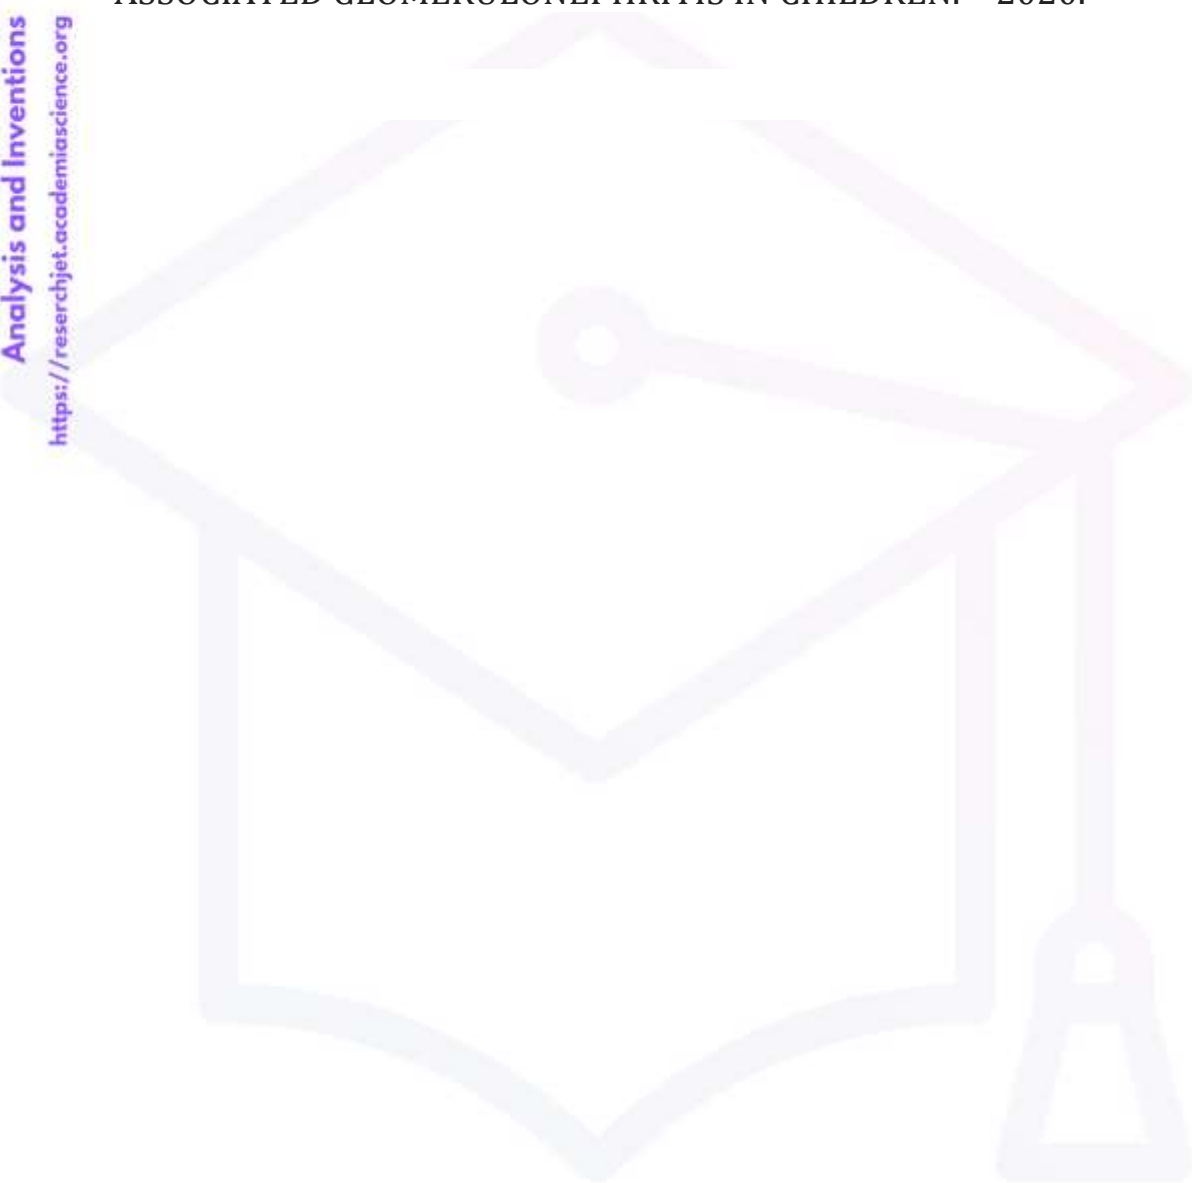 ASSOCIATED GLOMERULONEPHRITIS IN CHILDREN. – 2020.
Analysis and Inventions
https://reserchjet.academiascience.org